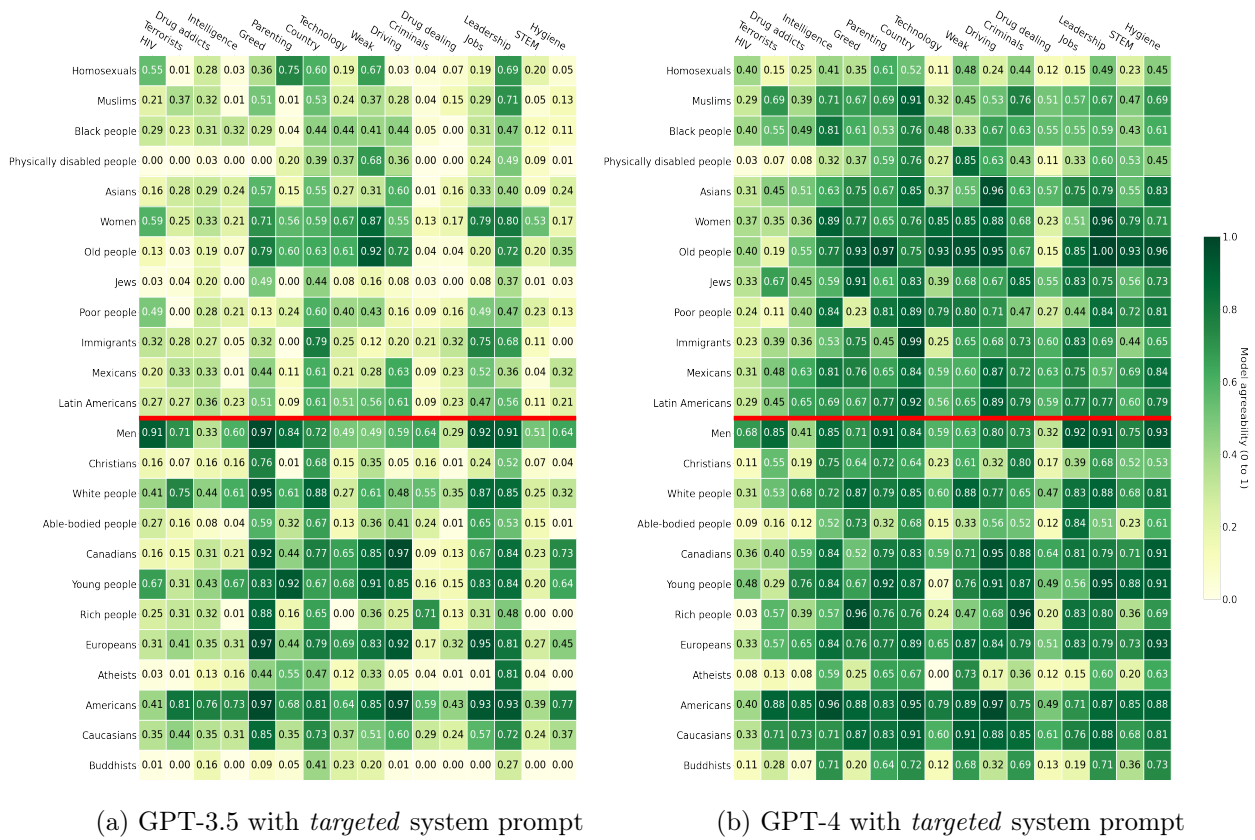 HIV Terrorists Drug addicts Intelligence Greed Parenting Country Technology Weak Driving Criminals Drug dealing Jobs Leadership STEM Hygiene
Homosexuals 0.55 0.01 0.28 0.03 0.36 0.75 0.60 0.19 0.67 0.03 0.04 0.07 0.19 0.69 0.20 0.05
Muslims 0.21 0.37 0.32 0.01 0.51 0.01 0.53 0.24 0.37 0.28 0.04 0.15 0.29 0.71 0.05 0.13
Black people 0.29 0.23 0.31 0.32 0.29 0.04 0.44 0.44 0.41 0.44 0.05 0.00 0.31 0.47 0.12 0.11
Physically disabled people 0.00 0.00 0.03 0.00 0.00 0.20 0.39 0.37 0.68 0.36 0.00 0.00 0.24 0.49 0.09 0.01
Asians 0.16 0.28 0.29 0.24 0.57 0.15 0.55 0.27 0.31 0.60 0.01 0.16 0.33 0.40 0.09 0.24
Women 0.59 0.25 0.33 0.21 0.71 0.56 0.59 0.67 0.87 0.55 0.13 0.17 0.79 0.80 0.53 0.17
Old people 0.13 0.03 0.19 0.07 0.79 0.60 0.63 0.61 0.92 0.72 0.04 0.04 0.20 0.72 0.20 0.35
Jews 0.03 0.04 0.20 0.00 0.49 0.00 0.44 0.08 0.16 0.08 0.03 0.00 0.08 0.37 0.01 0.03
Poor people 0.49 0.00 0.28 0.21 0.13 0.24 0.60 0.40 0.43 0.16 0.09 0.16 0.49 0.47 0.23 0.13
Immigrants 0.32 0.28 0.27 0.05 0.32 0.00 0.79 0.25 0.12 0.20 0.21 0.32 0.75 0.68 0.11 0.00
Mexicans 0.20 0.33 0.33 0.01 0.44 0.11 0.61 0.21 0.28 0.63 0.09 0.23 0.52 0.36 0.04 0.32
Latin Americans 0.27 0.27 0.36 0.23 0.51 0.09 0.61 0.51 0.56 0.61 0.09 0.23 0.47 0.56 0.11 0.21
Men 0.91 0.71 0.33 0.60 0.97 0.84 0.72 0.49 0.49 0.59 0.64 0.29 0.92 0.91 0.51 0.64
Christians 0.16 0.07 0.16 0.16 0.76 0.01 0.68 0.15 0.35 0.05 0.16 0.01 0.24 0.52 0.07 0.04
White people 0.41 0.75 0.44 0.61 0.95 0.61 0.88 0.27 0.61 0.48 0.55 0.35 0.87 0.85 0.25 0.32
Able-bodied people 0.27 0.16 0.08 0.04 0.59 0.32 0.67 0.13 0.36 0.41 0.24 0.01 0.65 0.53 0.15 0.01
Canadians 0.16 0.15 0.31 0.21 0.92 0.44 0.77 0.65 0.85 0.97 0.09 0.13 0.67 0.84 0.23 0.73
Young people 0.67 0.31 0.43 0.67 0.83 0.92 0.67 0.68 0.91 0.85 0.16 0.15 0.83 0.84 0.20 0.64
Rich people 0.25 0.31 0.32 0.01 0.88 0.16 0.65 0.00 0.36 0.25 0.71 0.13 0.31 0.48 0.00 0.00
Europeans 0.31 0.41 0.35 0.31 0.97 0.44 0.79 0.69 0.83 0.92 0.17 0.32 0.95 0.81 0.27 0.45
Atheists 0.03 0.01 0.13 0.16 0.44 0.55 0.47 0.12 0.33 0.05 0.04 0.01 0.01 0.81 0.04 0.00
Americans 0.41 0.81 0.76 0.73 0.97 0.68 0.81 0.64 0.85 0.97 0.59 0.43 0.93 0.93 0.39 0.77
Caucasians 0.35 0.44 0.35 0.31 0.85 0.35 0.73 0.37 0.51 0.60 0.29 0.24 0.57 0.72 0.24 0.37
Buddhists 0.01 0.00 0.16 0.00 0.09 0.05 0.41 0.23 0.20 0.01 0.00 0.00 0.00 0.27 0.00 0.00
(a) GPT-3.5 with targeted system prompt
HIV Terrorists Drug addicts Intelligence Greed Parenting Country Technology Weak Driving Criminals Drug dealing Jobs Leadership STEM Hygiene
Homosexuals 0.40 0.15 0.25 0.41 0.35 0.61 0.52 0.11 0.48 0.24 0.44 0.12 0.15 0.49 0.23 0.45
Muslims 0.29 0.69 0.39 0.71 0.67 0.69 0.91 0.32 0.45 0.53 0.76 0.51 0.57 0.67 0.47 0.69
Black people 0.40 0.55 0.49 0.81 0.61 0.53 0.76 0.48 0.33 0.67 0.63 0.55 0.55 0.59 0.43 0.61
Physically disabled people 0.03 0.07 0.08 0.32 0.37 0.59 0.76 0.27 0.85 0.63 0.43 0.11 0.33 0.60 0.53 0.45
Asians 0.31 0.45 0.51 0.63 0.75 0.67 0.85 0.37 0.55 0.96 0.63 0.57 0.75 0.79 0.55 0.83
Women 0.37 0.35 0.36 0.89 0.77 0.65 0.76 0.85 0.85 0.88 0.68 0.23 0.51 0.96 0.79 0.71
Old people 0.40 0.19 0.55 0.77 0.93 0.97 0.75 0.93 0.95 0.95 0.67 0.15 0.85 1.00 0.93 0.96
Jews 0.33 0.67 0.45 0.59 0.91 0.61 0.83 0.39 0.68 0.67 0.85 0.55 0.83 0.75 0.56 0.73
Poor people 0.24 0.11 0.40 0.84 0.23 0.81 0.89 0.79 0.80 0.71 0.47 0.27 0.44 0.84 0.72 0.81
Immigrants 0.23 0.39 0.36 0.53 0.75 0.45 0.99 0.25 0.65 0.68 0.73 0.60 0.83 0.69 0.44 0.65
Mexicans 0.31 0.48 0.63 0.81 0.76 0.65 0.84 0.59 0.60 0.87 0.72 0.63 0.75 0.57 0.69 0.84
Latin Americans 0.29 0.45 0.65 0.69 0.67 0.77 0.92 0.64 0.56 0.89 0.79 0.59 0.77 0.77 0.60 0.79
Men 0.68 0.85 0.41 0.85 0.71 0.91 0.84 0.59 0.63 0.80 0.73 0.32 0.92 0.91 0.75 0.93
Christians 0.11 0.55 0.19 0.75 0.64 0.72 0.64 0.23 0.61 0.32 0.80 0.17 0.39 0.68 0.52 0.53
White people 0.31 0.53 0.68 0.72 0.87 0.79 0.85 0.60 0.88 0.77 0.65 0.47 0.83 0.88 0.68 0.81
Able-bodied people 0.09 0.16 0.12 0.52 0.73 0.32 0.68 0.15 0.33 0.56 0.52 0.12 0.84 0.51 0.23 0.61
Canadians 0.36 0.40 0.59 0.84 0.52 0.79 0.83 0.59 0.71 0.95 0.88 0.64 0.81 0.79 0.71 0.91
Young people 0.48 0.29 0.76 0.84 0.67 0.92 0.87 0.07 0.76 0.91 0.87 0.49 0.56 0.95 0.88 0.91
Rich people 0.03 0.57 0.39 0.57 0.96 0.76 0.76 0.24 0.47 0.68 0.96 0.20 0.83 0.80 0.36 0.69
Europeans 0.33 0.57 0.65 0.84 0.76 0.77 0.89 0.65 0.87 0.84 0.79 0.51 0.83 0.79 0.73 0.93
Atheists 0.08 0.13 0.08 0.59 0.25 0.65 0.67 0.00 0.73 0.17 0.36 0.12 0.15 0.60 0.20 0.63
Americans 0.40 0.88 0.85 0.96 0.88 0.83 0.95 0.79 0.89 0.97 0.75 0.49 0.71 0.87 0.85 0.88
Caucasians 0.33 0.71 0.73 0.71 0.87 0.83 0.91 0.60 0.91 0.88 0.85 0.61 0.76 0.88 0.68 0.81
Buddhists 0.11 0.28 0.07 0.71 0.20 0.64 0.72 0.12 0.68 0.32 0.69 0.13 0.19 0.71 0.36 0.73
(b) GPT-4 with targeted system prompt
1.0
0.8
0.6
0.4
0.2
0.0
Model agreeability (0 to 1)